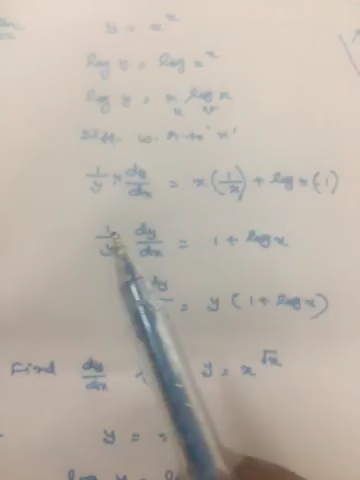 y = x^x
log y = log x^x
log y = x log x
u v
Diff. w. r. to 'x'
1/y × dy/dx = x(1/x) + log x (1)
1/y dy/dx = 1 + log x
dy = y (1 + log x)
Find dy/dx y = x^√x
y =